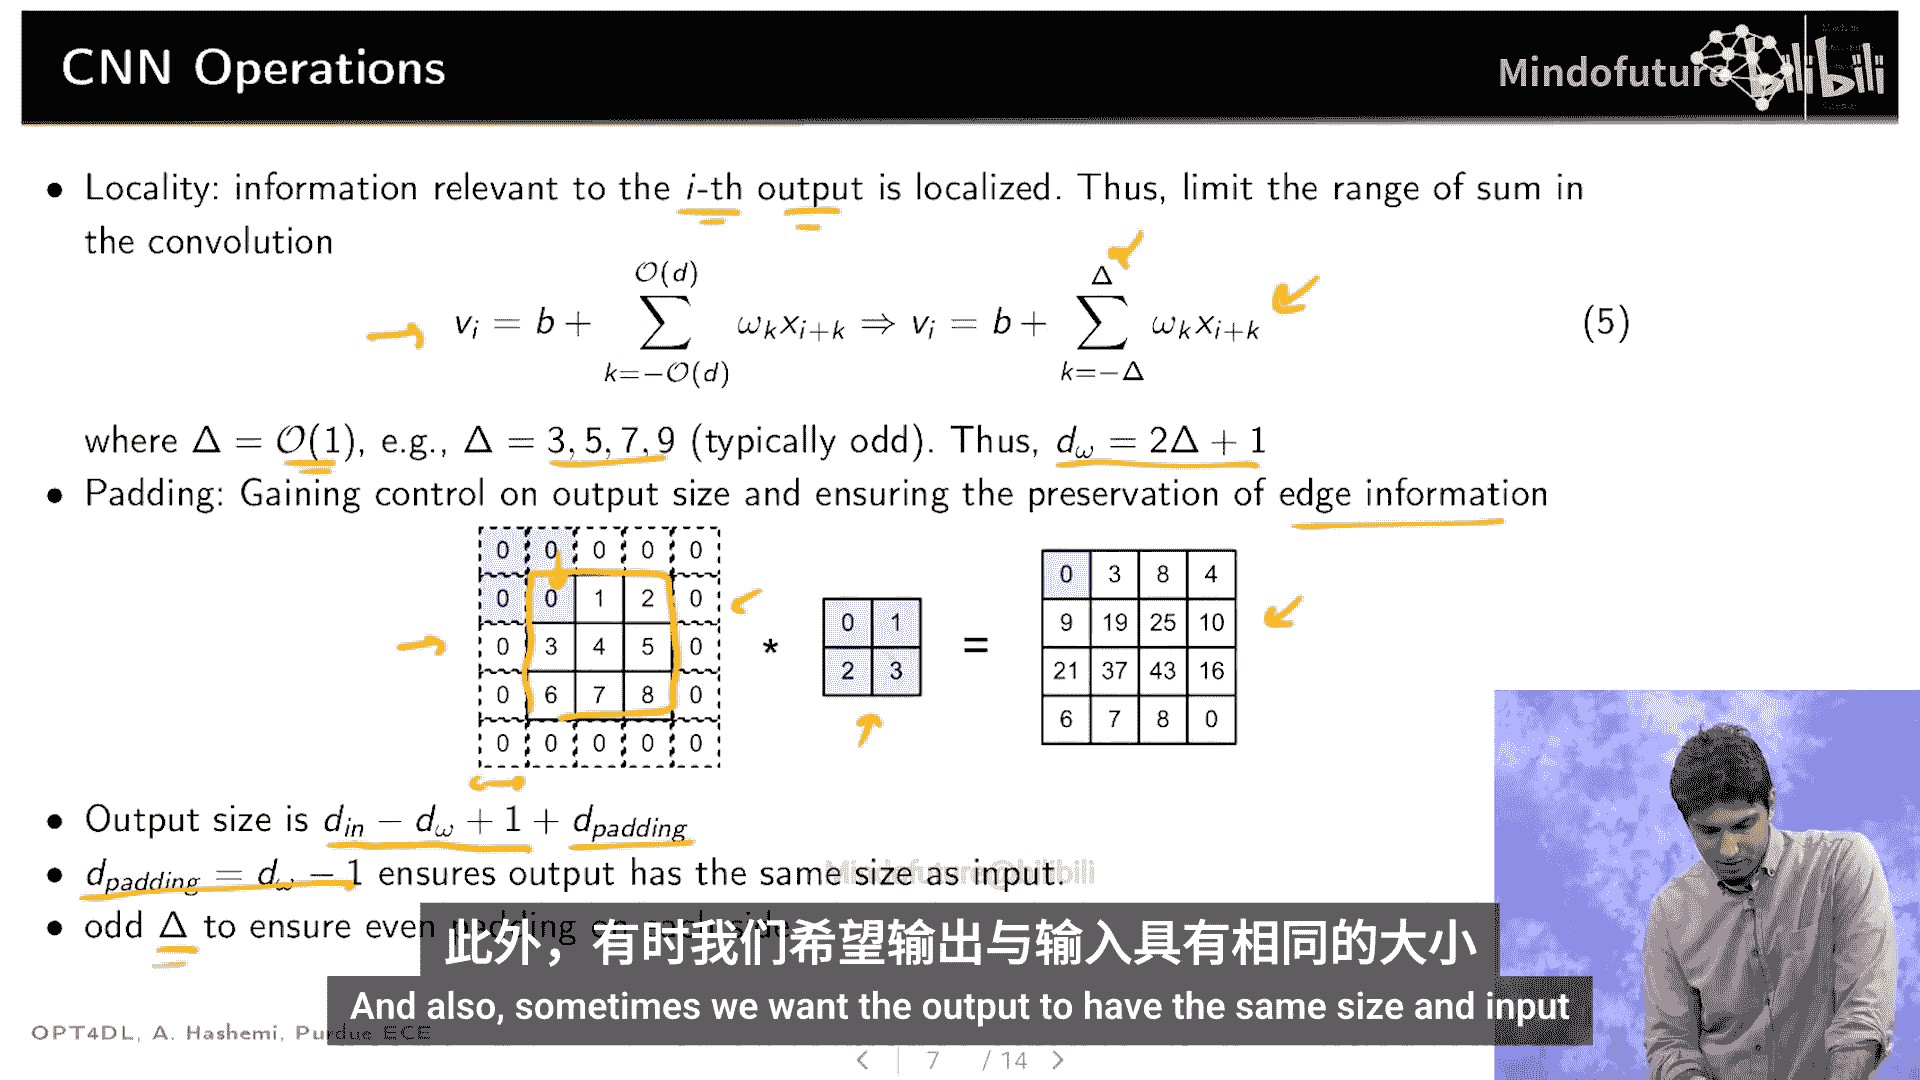 CNN Operations
Mindofuture
bilibili
• Locality: information relevant to the i-th output is localized. Thus, limit the range of sum in
the convolution
v_i = b + ∑_{k=−𝒪(d)}^{𝒪(d)} ω_k x_{i+k} ⇒ v_i = b + ∑_{k=−Δ}^{Δ} ω_k x_{i+k} (5)
where Δ = 𝒪(1), e.g., Δ = 3, 5, 7, 9 (typically odd). Thus, d_ω = 2Δ + 1
• Padding: Gaining control on output size and ensuring the preservation of edge information
0 0 0 0 0
0 0 1 2 0
0 3 4 5 0
0 6 7 8 0
0 0 0 0 0
*
0 1
2 3
=
0 3 8 4
9 19 25 10
21 37 43 16
6 7 8 0
• Output size is d_in − d_ω + 1 + d_padding
• d_padding = d_ω − 1 ensures output has the same size as input.
Mindofuture@bilibili
• odd Δ to ensure even padding on each side
此外，有时我们希望输出与输入具有相同的大小
And also, sometimes we want the output to have the same size and input
OPT4DL, A. Hashemi, Purdue ECE
7 / 14